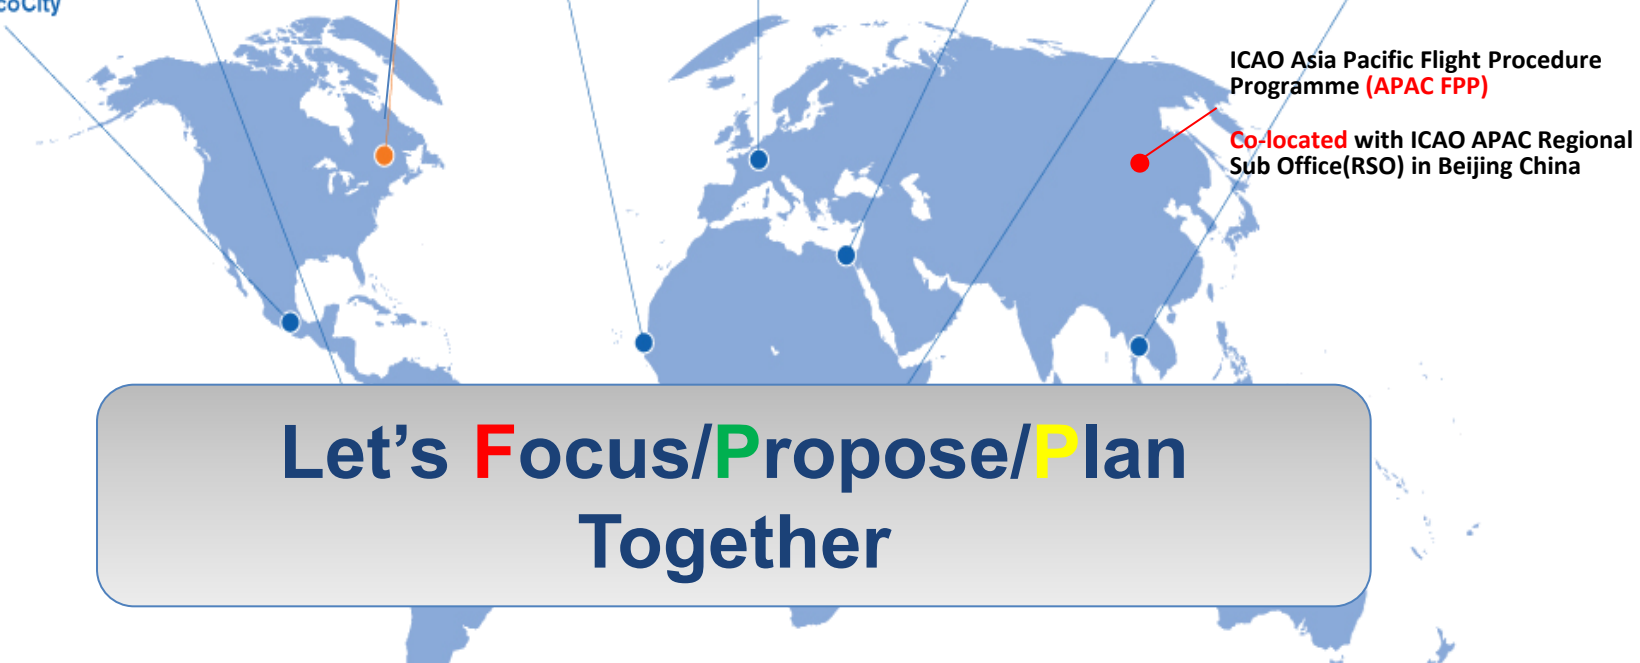 ICAO Asia Pacific Flight Procedure
Programme (APAC FPP)
Co-located with ICAO APAC Regional
Sub Office(RSO) in Beijing China
Let’s Focus/Propose/Plan
Together